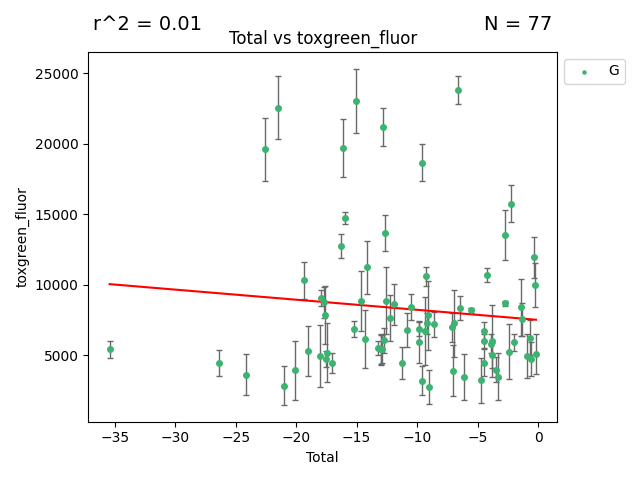 r^2 = 0.01
N = 77
Total vs toxgreen_fluor
G
25000
20000
15000
10000
5000
toxgreen_fluor
−35
−30
−25
−20
−15
−10
−5
0
Total